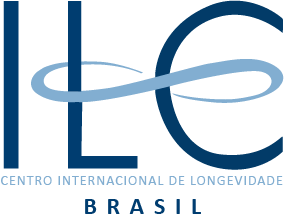 ILC
CENTRO INTERNACIONAL DE LONGEVIDADE
BRASIL